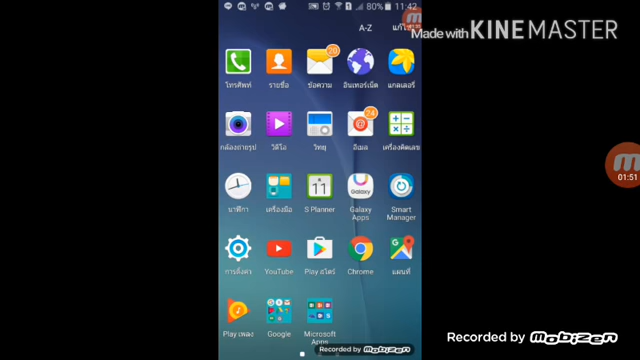 80% 11:42
Made with KINEMASTER
A-Z
20
โทรศัพท์ รายชื่อ ข้อความ อินเทอร์เน็ต แกลเลอรี่
24
กล้องถ่ายรูป วิดีโอ วิทยุ อีเมล เครื่องคิดเลข
01:51
11
Galaxy
นาฬิกา เครื่องมือ S Planner Galaxy Apps Smart Manager
การตั้งค่า YouTube Play สโตร์ Chrome แผนที่
Play เพลง Google Microsoft Apps
Recorded by mobizen
Recorded by mobizen